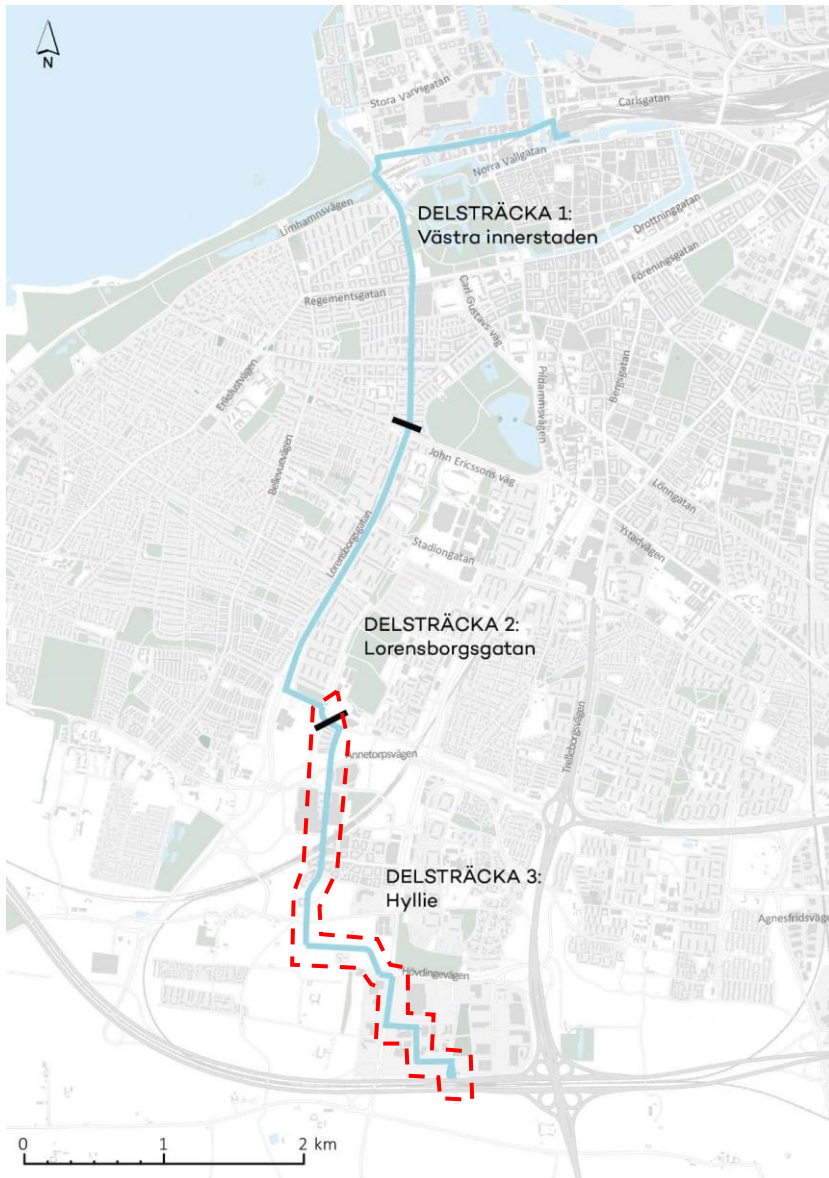 N
Stora Varvsgatan
Carlsgatan
Norra Vallgatan
DELSTRÄCKA 1:
Västra innerstaden
Limhamnsvägen
Drottninggatan
Föreningsgatan
Regementsgatan
Carl Gustavs väg
Pildammsvägen
Bergsgatan
Erikslustvägen
Bellevuevägen
John Ericssons väg
Lönngatan
Lorensborgsgatan
Stadiongatan
Ystadvägen
DELSTRÄCKA 2:
Lorensborgsgatan
Trelleborgsvägen
Annetorpsvägen
DELSTRÄCKA 3:
Hyllie
Agnesfridsväge
Hövdingevägen
0 1 2 km